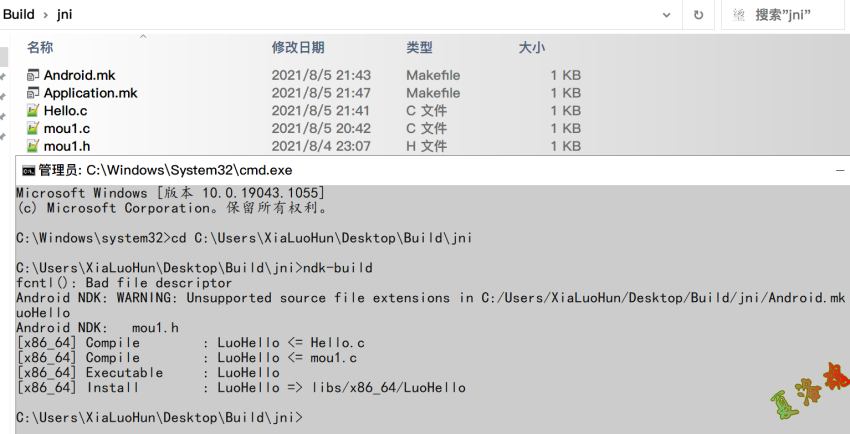 Build › jni
搜索"jni"
名称 修改日期 类型 大小
Android.mk 2021/8/5 21:43 Makefile 1 KB
Application.mk 2021/8/5 21:47 Makefile 1 KB
Hello.c 2021/8/5 21:41 C 文件 1 KB
mou1.c 2021/8/5 20:42 C 文件 1 KB
mou1.h 2021/8/4 23:07 H 文件 1 KB
管理员: C:\Windows\System32\cmd.exe
Microsoft Windows [版本 10.0.19043.1055]
(c) Microsoft Corporation。保留所有权利。
C:\Windows\system32>cd C:\Users\XiaLuoHun\Desktop\Build\jni
C:\Users\XiaLuoHun\Desktop\Build\jni>ndk-build
fcntl(): Bad file descriptor
Android NDK: WARNING: Unsupported source file extensions in C:/Users/XiaLuoHun/Desktop/Build/jni/Android.mk
uoHello
Android NDK:   mou1.h
[x86_64] Compile        : LuoHello <= Hello.c
[x86_64] Compile        : LuoHello <= mou1.c
[x86_64] Executable     : LuoHello
[x86_64] Install        : LuoHello => libs/x86_64/LuoHello
C:\Users\XiaLuoHun\Desktop\Build\jni>